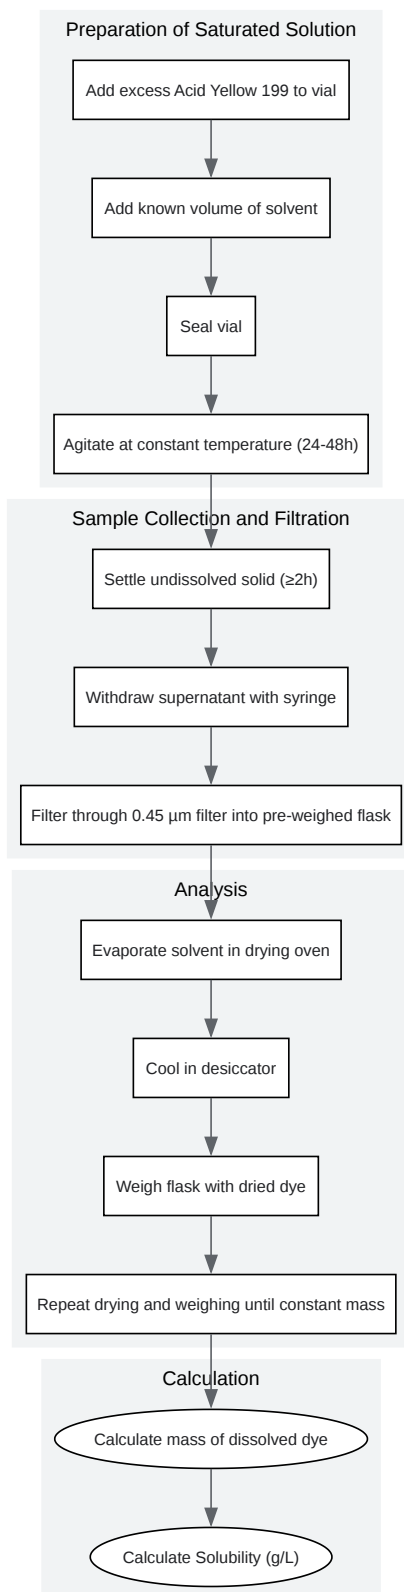 Preparation of Saturated Solution
Add excess Acid Yellow 199 to vial
Add known volume of solvent
Seal vial
Agitate at constant temperature (24-48h)
Sample Collection and Filtration
Settle undissolved solid (≥2h)
Withdraw supernatant with syringe
Filter through 0.45 µm filter into pre-weighed flask
Analysis
Evaporate solvent in drying oven
Cool in desiccator
Weigh flask with dried dye
Repeat drying and weighing until constant mass
Calculation
Calculate mass of dissolved dye
Calculate Solubility (g/L)